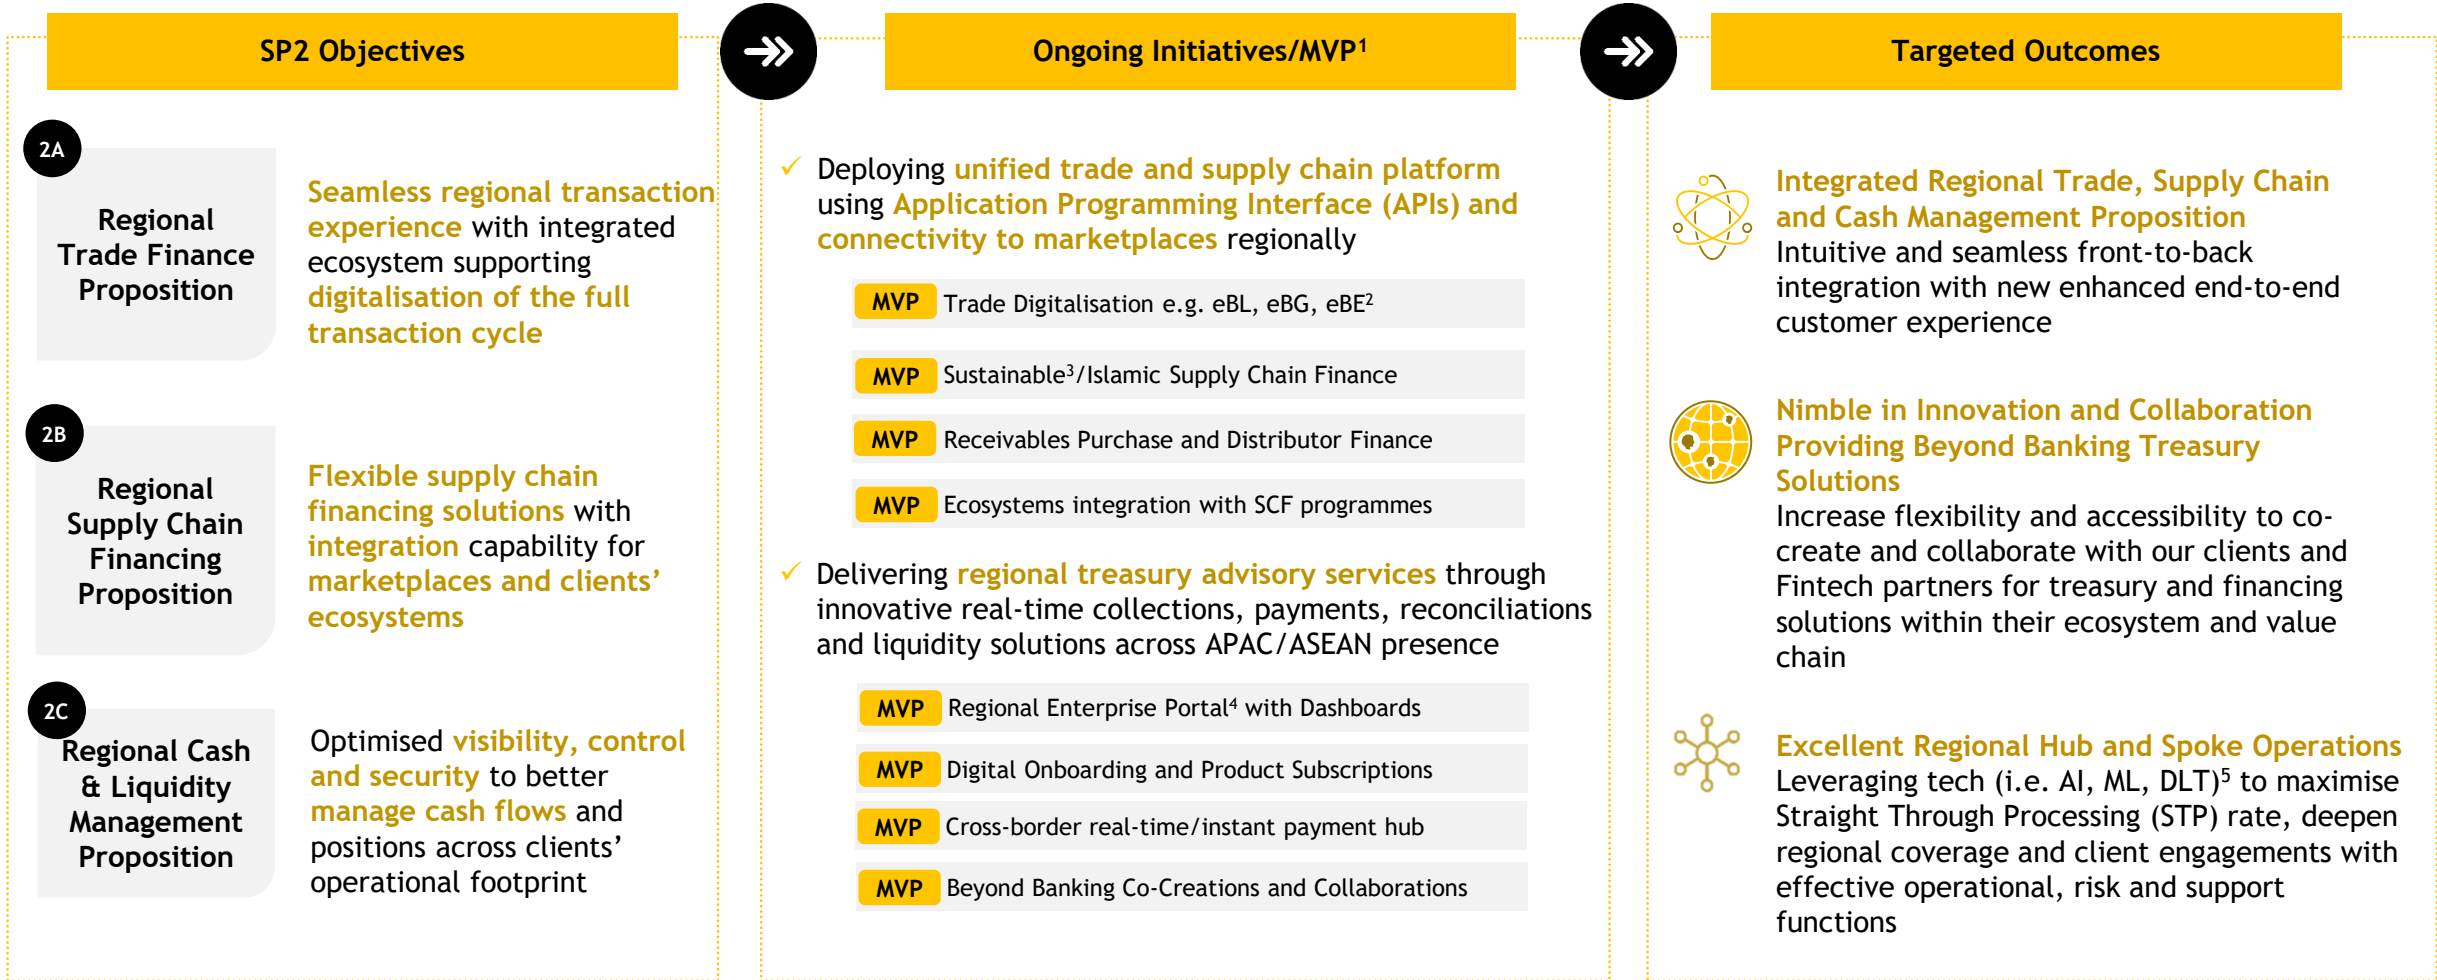 SP2 Objectives
2A
Regional
Trade Finance
Proposition
Seamless regional transaction
experience with integrated
ecosystem supporting
digitalisation of the full
transaction cycle
2B
Regional
Supply Chain
Financing
Proposition
Flexible supply chain
financing solutions with
integration capability for
marketplaces and clients’
ecosystems
2C
Regional Cash
& Liquidity
Management
Proposition
Optimised visibility, control
and security to better
manage cash flows and
positions across clients’
operational footprint
Ongoing Initiatives/MVP¹
✓ Deploying unified trade and supply chain platform
using Application Programming Interface (APIs) and
connectivity to marketplaces regionally
MVP Trade Digitalisation e.g. eBL, eBG, eBE²
MVP Sustainable³/Islamic Supply Chain Finance
MVP Receivables Purchase and Distributor Finance
MVP Ecosystems integration with SCF programmes
✓ Delivering regional treasury advisory services through
innovative real-time collections, payments, reconciliations
and liquidity solutions across APAC/ASEAN presence
MVP Regional Enterprise Portal⁴ with Dashboards
MVP Digital Onboarding and Product Subscriptions
MVP Cross-border real-time/instant payment hub
MVP Beyond Banking Co-Creations and Collaborations
Targeted Outcomes
Integrated Regional Trade, Supply Chain
and Cash Management Proposition
Intuitive and seamless front-to-back
integration with new enhanced end-to-end
customer experience
Nimble in Innovation and Collaboration
Providing Beyond Banking Treasury
Solutions
Increase flexibility and accessibility to co-
create and collaborate with our clients and
Fintech partners for treasury and financing
solutions within their ecosystem and value
chain
Excellent Regional Hub and Spoke Operations
Leveraging tech (i.e. AI, ML, DLT)⁵ to maximise
Straight Through Processing (STP) rate, deepen
regional coverage and client engagements with
effective operational, risk and support
functions